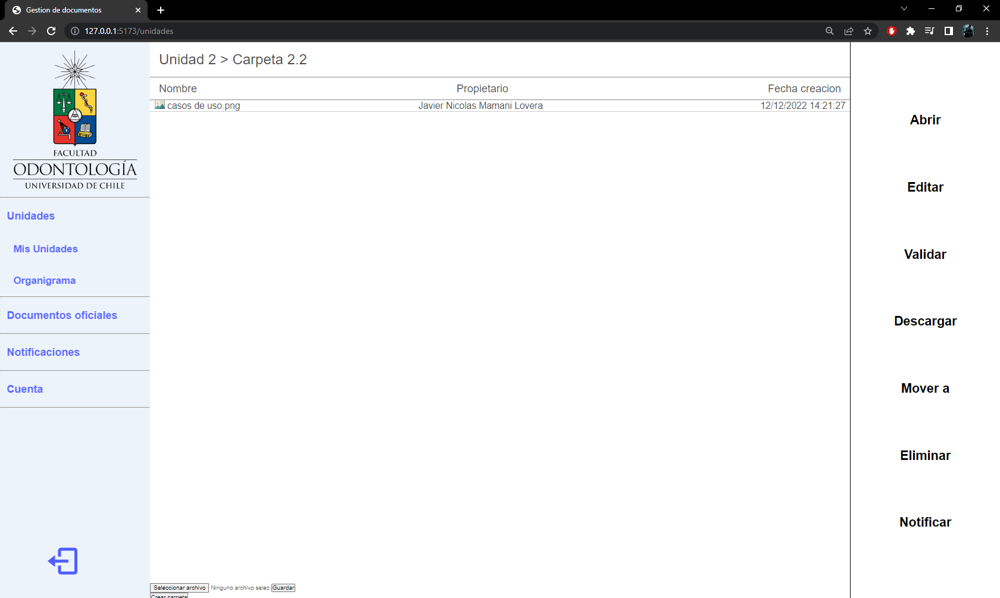 Gestion de documentos
127.0.0.1:5173/unidades
FACULTAD
ODONTOLOGÍA
UNIVERSIDAD DE CHILE
Unidades
Mis Unidades
Organigrama
Documentos oficiales
Notificaciones
Cuenta
Unidad 2 > Carpeta 2.2
Nombre Propietario Fecha creacion
casos de uso.png Javier Nicolas Mamani Lovera 12/12/2022 14:21:27
Seleccionar archivo Ninguno archivo selec. Guardar
Crear carpeta
Abrir
Editar
Validar
Descargar
Mover a
Eliminar
Notificar